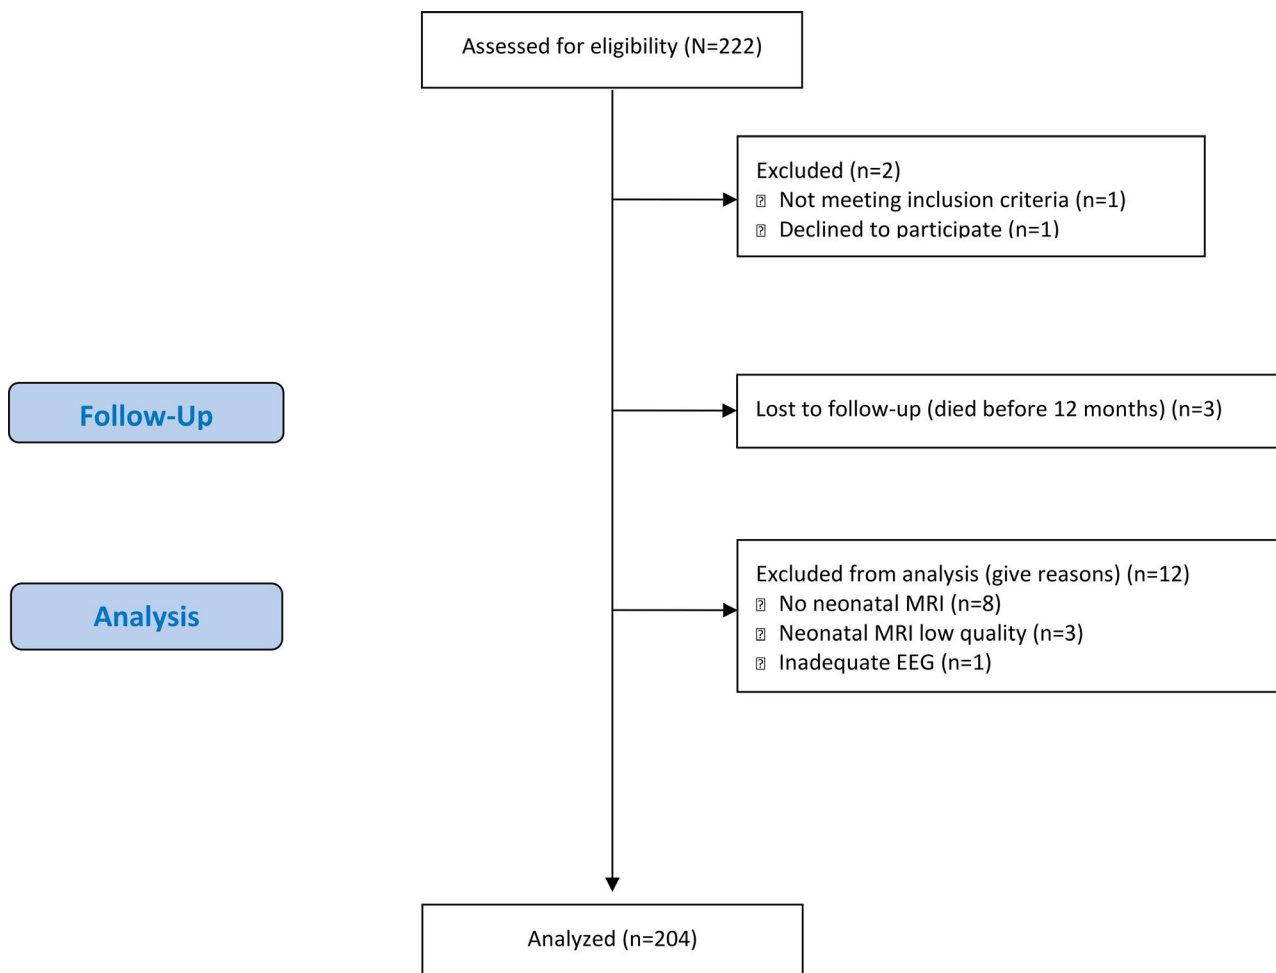 Assessed for eligibility (N=222)
Excluded (n=2)
Not meeting inclusion criteria (n=1)
Declined to participate (n=1)
Follow-Up
Lost to follow-up (died before 12 months) (n=3)
Analysis
Excluded from analysis (give reasons) (n=12)
No neonatal MRI (n=8)
Neonatal MRI low quality (n=3)
Inadequate EEG (n=1)
Analyzed (n=204)